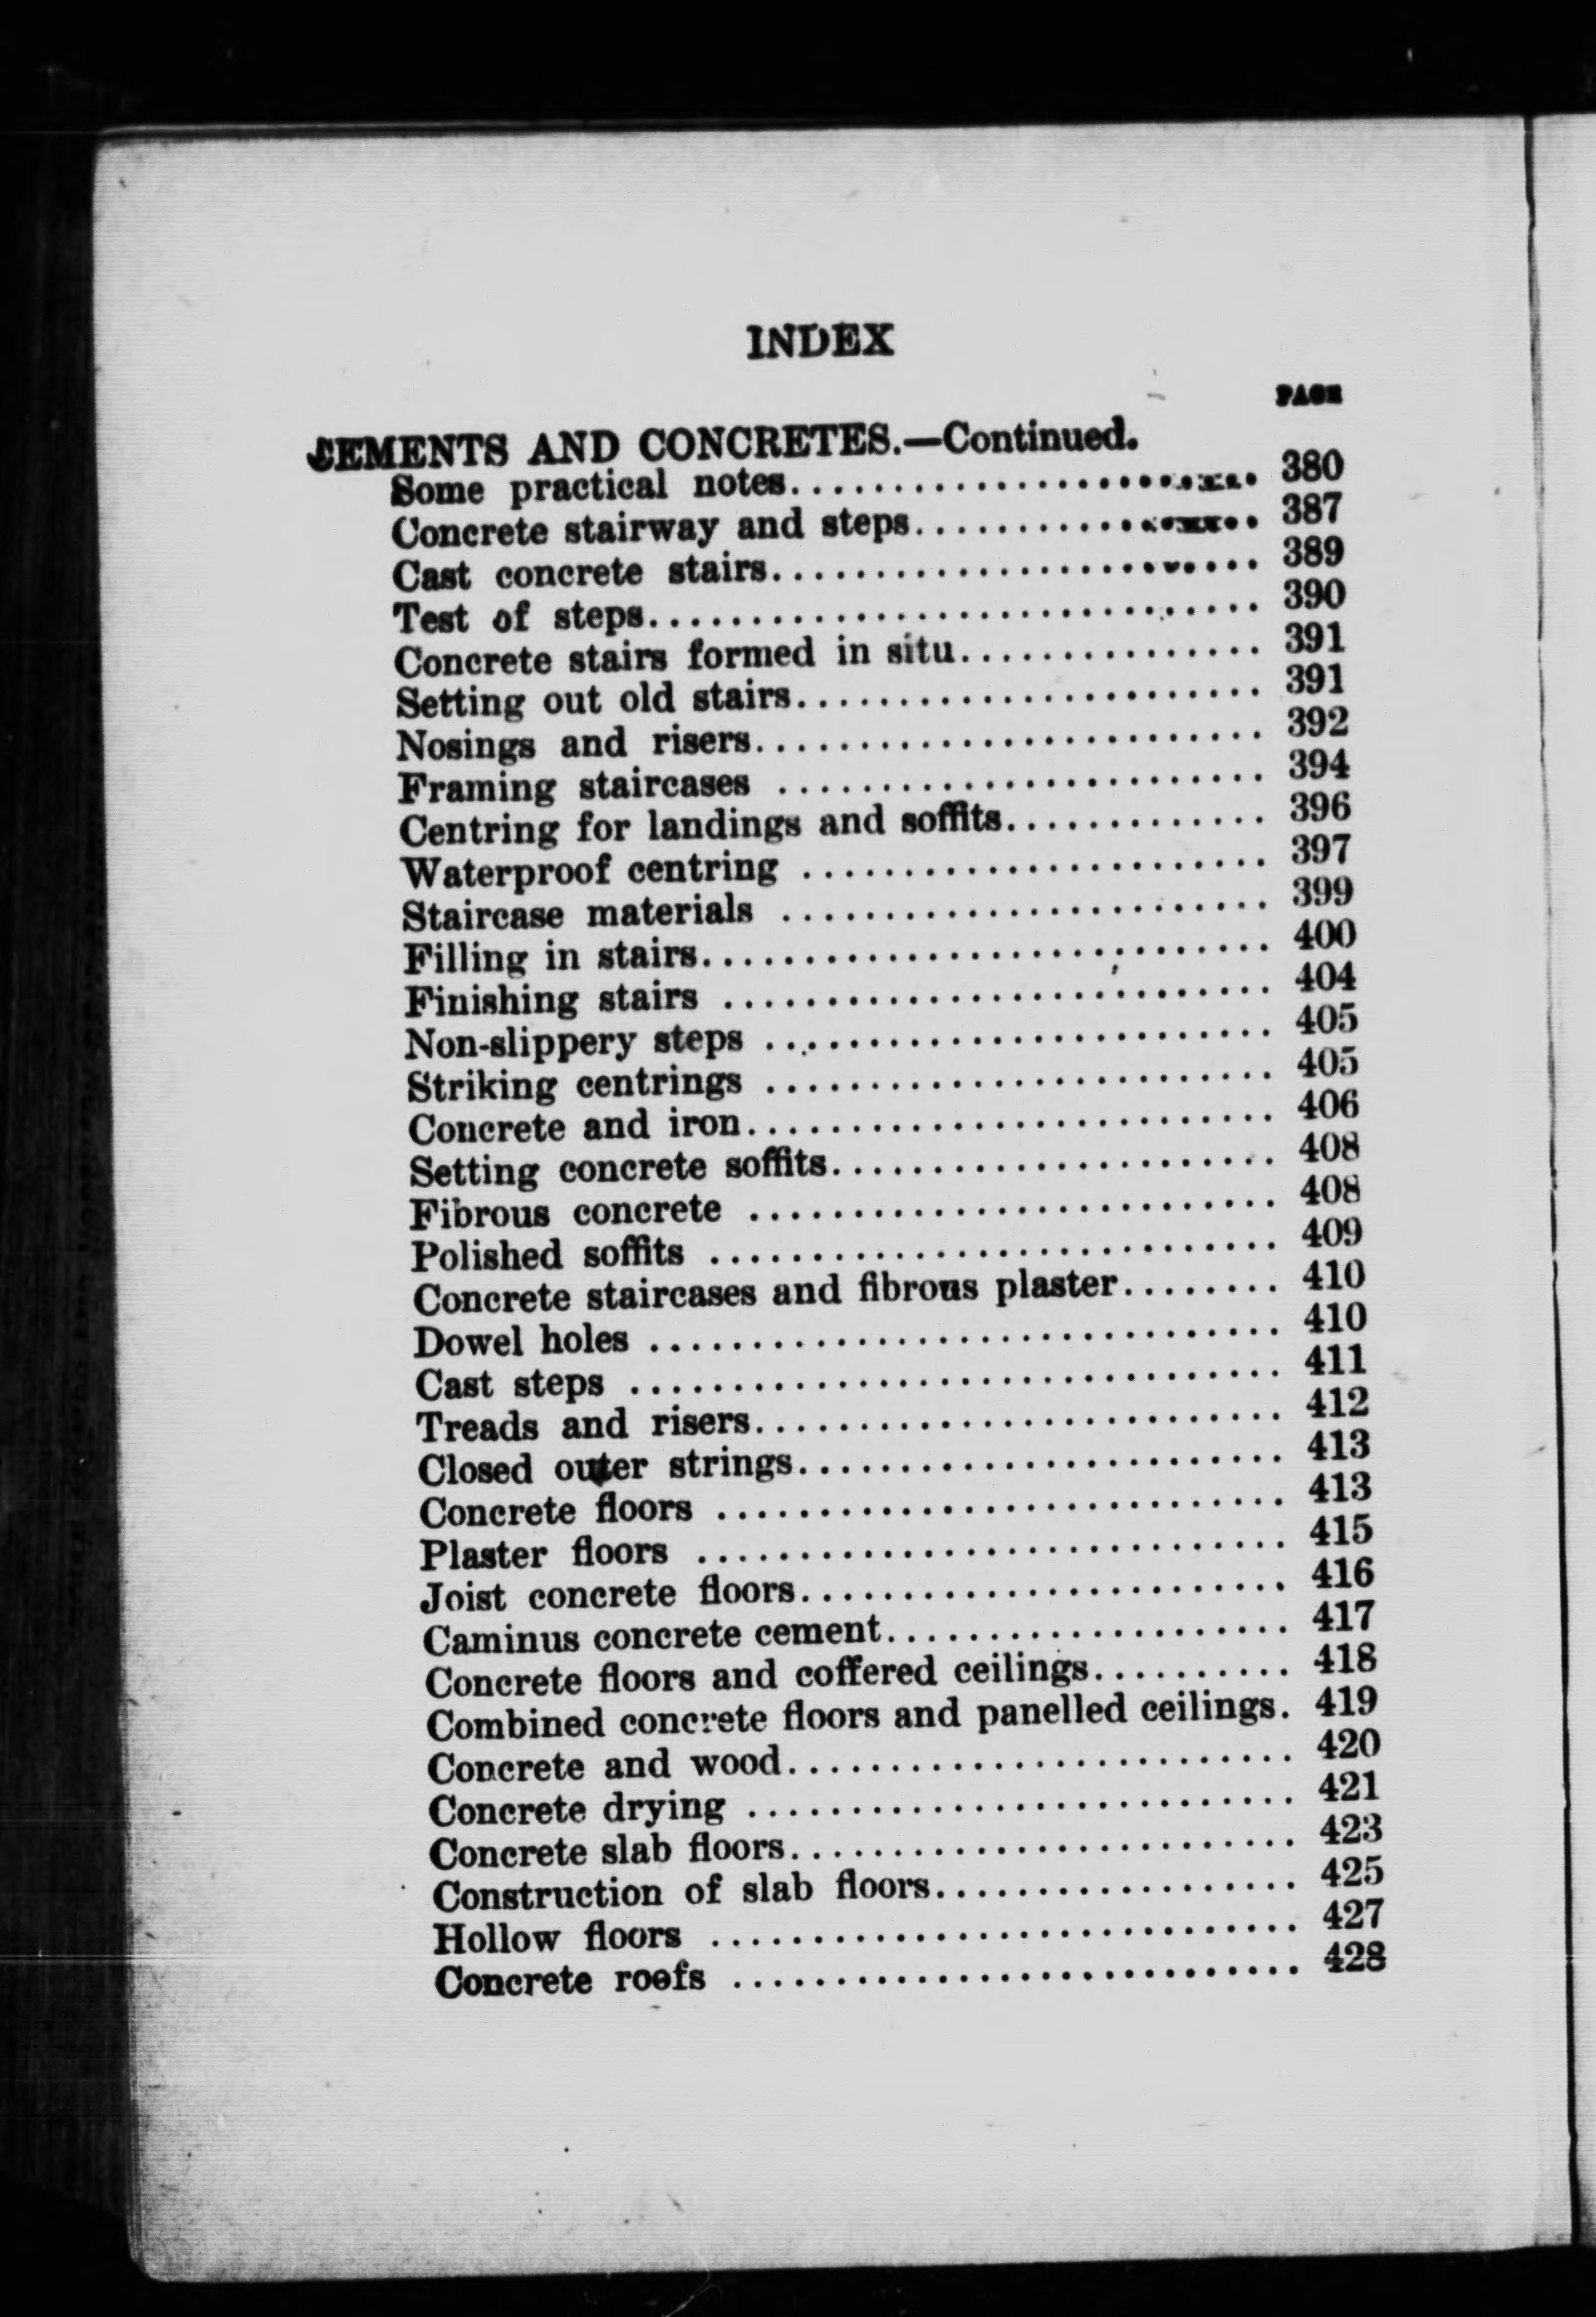 INDEX
PAGE
CEMENTS AND CONCRETES.—Continued.
Some practical notes........................ 380
Concrete stairway and steps................. 387
Cast concrete stairs........................ 389
Test of steps.............................. 390
Concrete stairs formed in situ............... 391
Setting out old stairs....................... 391
Nosings and risers......................... 392
Framing staircases ........................ 394
Centring for landings and soffits............. 396
Waterproof centring ....................... 397
Staircase materials ........................ 399
Filling in stairs............................ 400
Finishing stairs ........................... 404
Non-slippery steps ......................... 405
Striking centrings ......................... 405
Concrete and iron.......................... 406
Setting concrete soffits...................... 408
Fibrous concrete .......................... 408
Polished soffits ............................ 409
Concrete staircases and fibrous plaster........ 410
Dowel holes ............................... 410
Cast steps ................................ 411
Treads and risers.......................... 412
Closed outer strings........................ 413
Concrete floors ............................ 413
Plaster floors ............................. 415
Joist concrete floors........................ 416
Caminus concrete cement.................... 417
Concrete floors and coffered ceilings.......... 418
Combined concrete floors and panelled ceilings. 419
Concrete and wood......................... 420
Concrete drying ........................... 421
Concrete slab floors......................... 423
Construction of slab floors.................. 425
Hollow floors ............................. 427
Concrete roofs ............................ 428